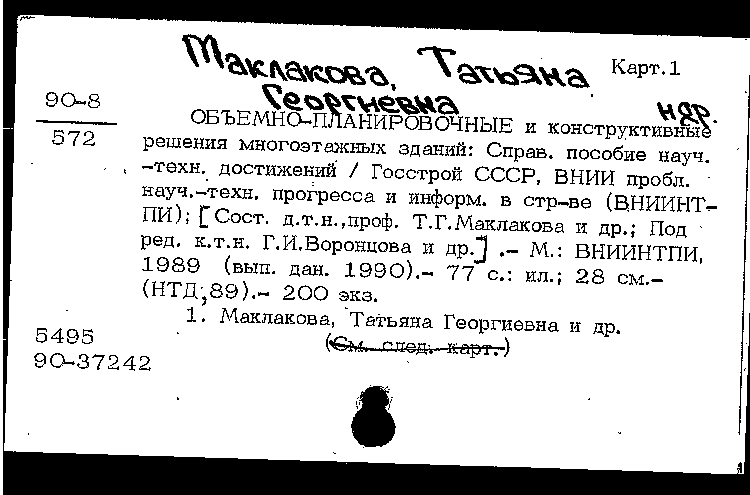 Маклакова, Татьяна
Георгиевна
Карт.1
90-8
572
и др.
ОБЪЕМНО-ПЛАНИРОВОЧНЫЕ и конструктивные
решения многоэтажных зданий: Справ. пособие науч.
-техн. достижений / Госстрой СССР, ВНИИ пробл.
науч.-техн. прогресса и информ. в стр-ве (ВНИИНТ-
ПИ); [Сост. д.т.н.,проф. Т.Г.Маклакова и др.; Под
ред. к.т.н. Г.И.Воронцова и др.] .- М.: ВНИИНТПИ,
1989 (вып. дан. 1990).- 77 с.: ил.; 28 см.-
(НТД;89).- 200 экз.
1. Маклакова, Татьяна Георгиевна и др.
(См. след. карт.)
5495
90-37242